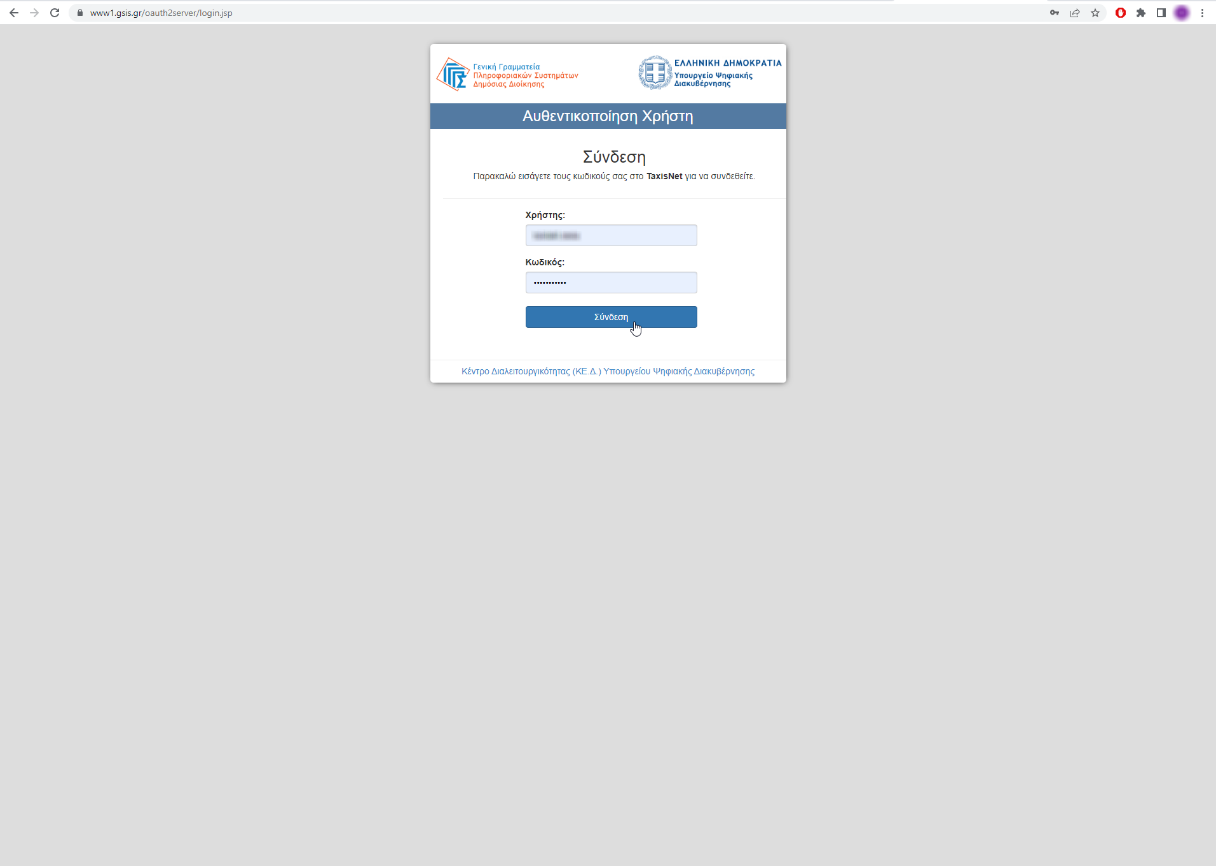 www1.gsis.gr/oauth2server/login.jsp
Γενική Γραμματεία
Πληροφοριακών Συστημάτων
Δημόσιας Διοίκησης
ΕΛΛΗΝΙΚΗ ΔΗΜΟΚΡΑΤΙΑ
Υπουργείο Ψηφιακής
Διακυβέρνησης
Αυθεντικοποίηση Χρήστη
Σύνδεση
Παρακαλώ εισάγετε τους κωδικούς σας στο TaxisNet για να συνδεθείτε.
Χρήστης:
Κωδικός:
•••••••••••
Σύνδεση
Κέντρο Διαλειτουργικότητας (ΚΕ.Δ.) Υπουργείου Ψηφιακής Διακυβέρνησης